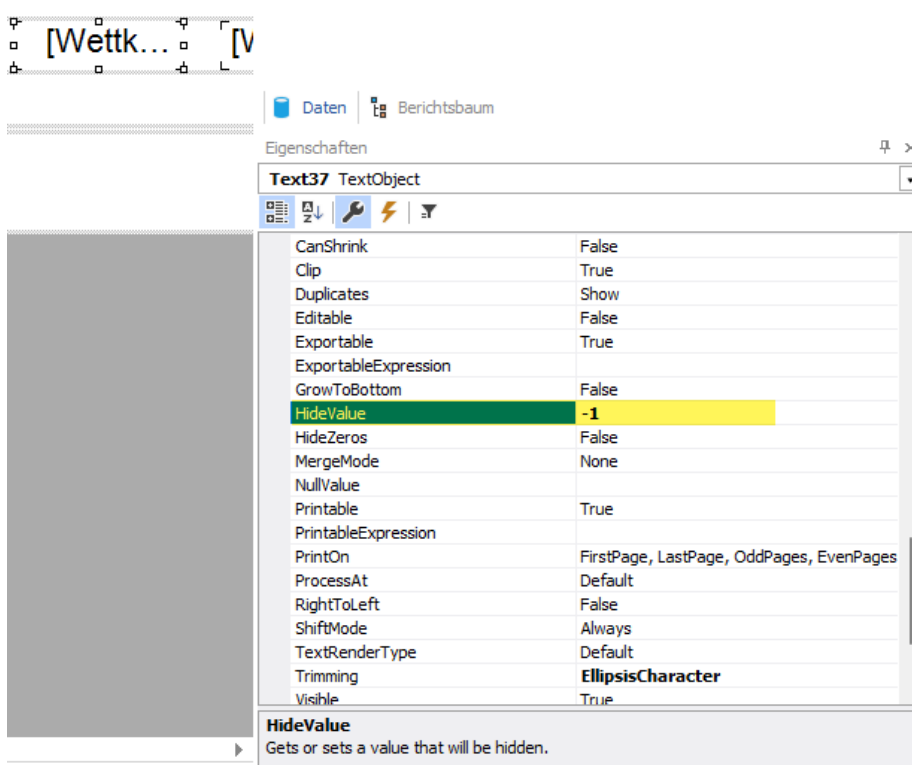 [Wettk... [W
Daten Berichtsbaum
Eigenschaften
Text37 TextObject
CanShrink False
Clip True
Duplicates Show
Editable False
Exportable True
ExportableExpression
GrowToBottom False
HideValue -1
HideZeros False
MergeMode None
NullValue
Printable True
PrintableExpression
PrintOn FirstPage, LastPage, OddPages, EvenPages
ProcessAt Default
RightToLeft False
ShiftMode Always
TextRenderType Default
Trimming EllipsisCharacter
Visible True
HideValue
Gets or sets a value that will be hidden.